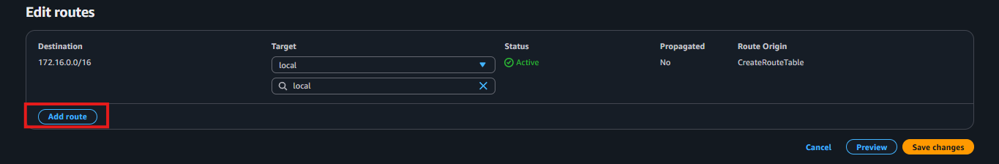 Edit routes
Destination Target Status Propagated Route Origin
172.16.0.0/16 local Active No CreateRouteTable
local
Add route
Cancel Preview Save changes